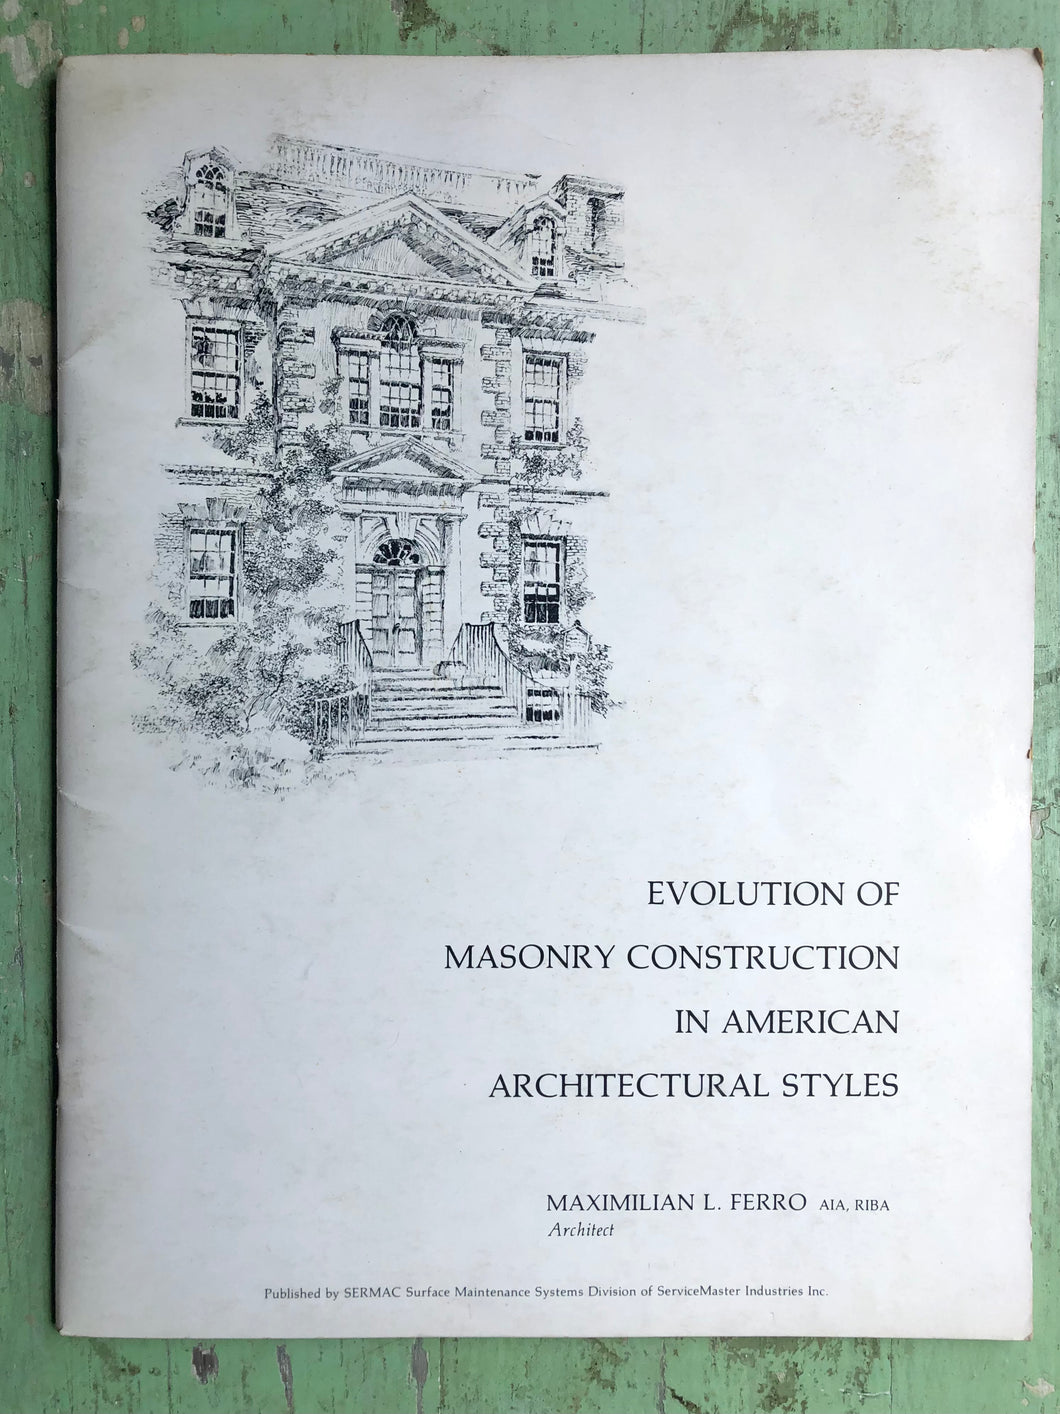 EVOLUTION OF
MASONRY CONSTRUCTION
IN AMERICAN
ARCHITECTURAL STYLES
MAXIMILIAN L. FERRO AIA, RIBA
Architect
Published by SERMAC Surface Maintenance Systems Division of ServiceMaster Industries Inc.